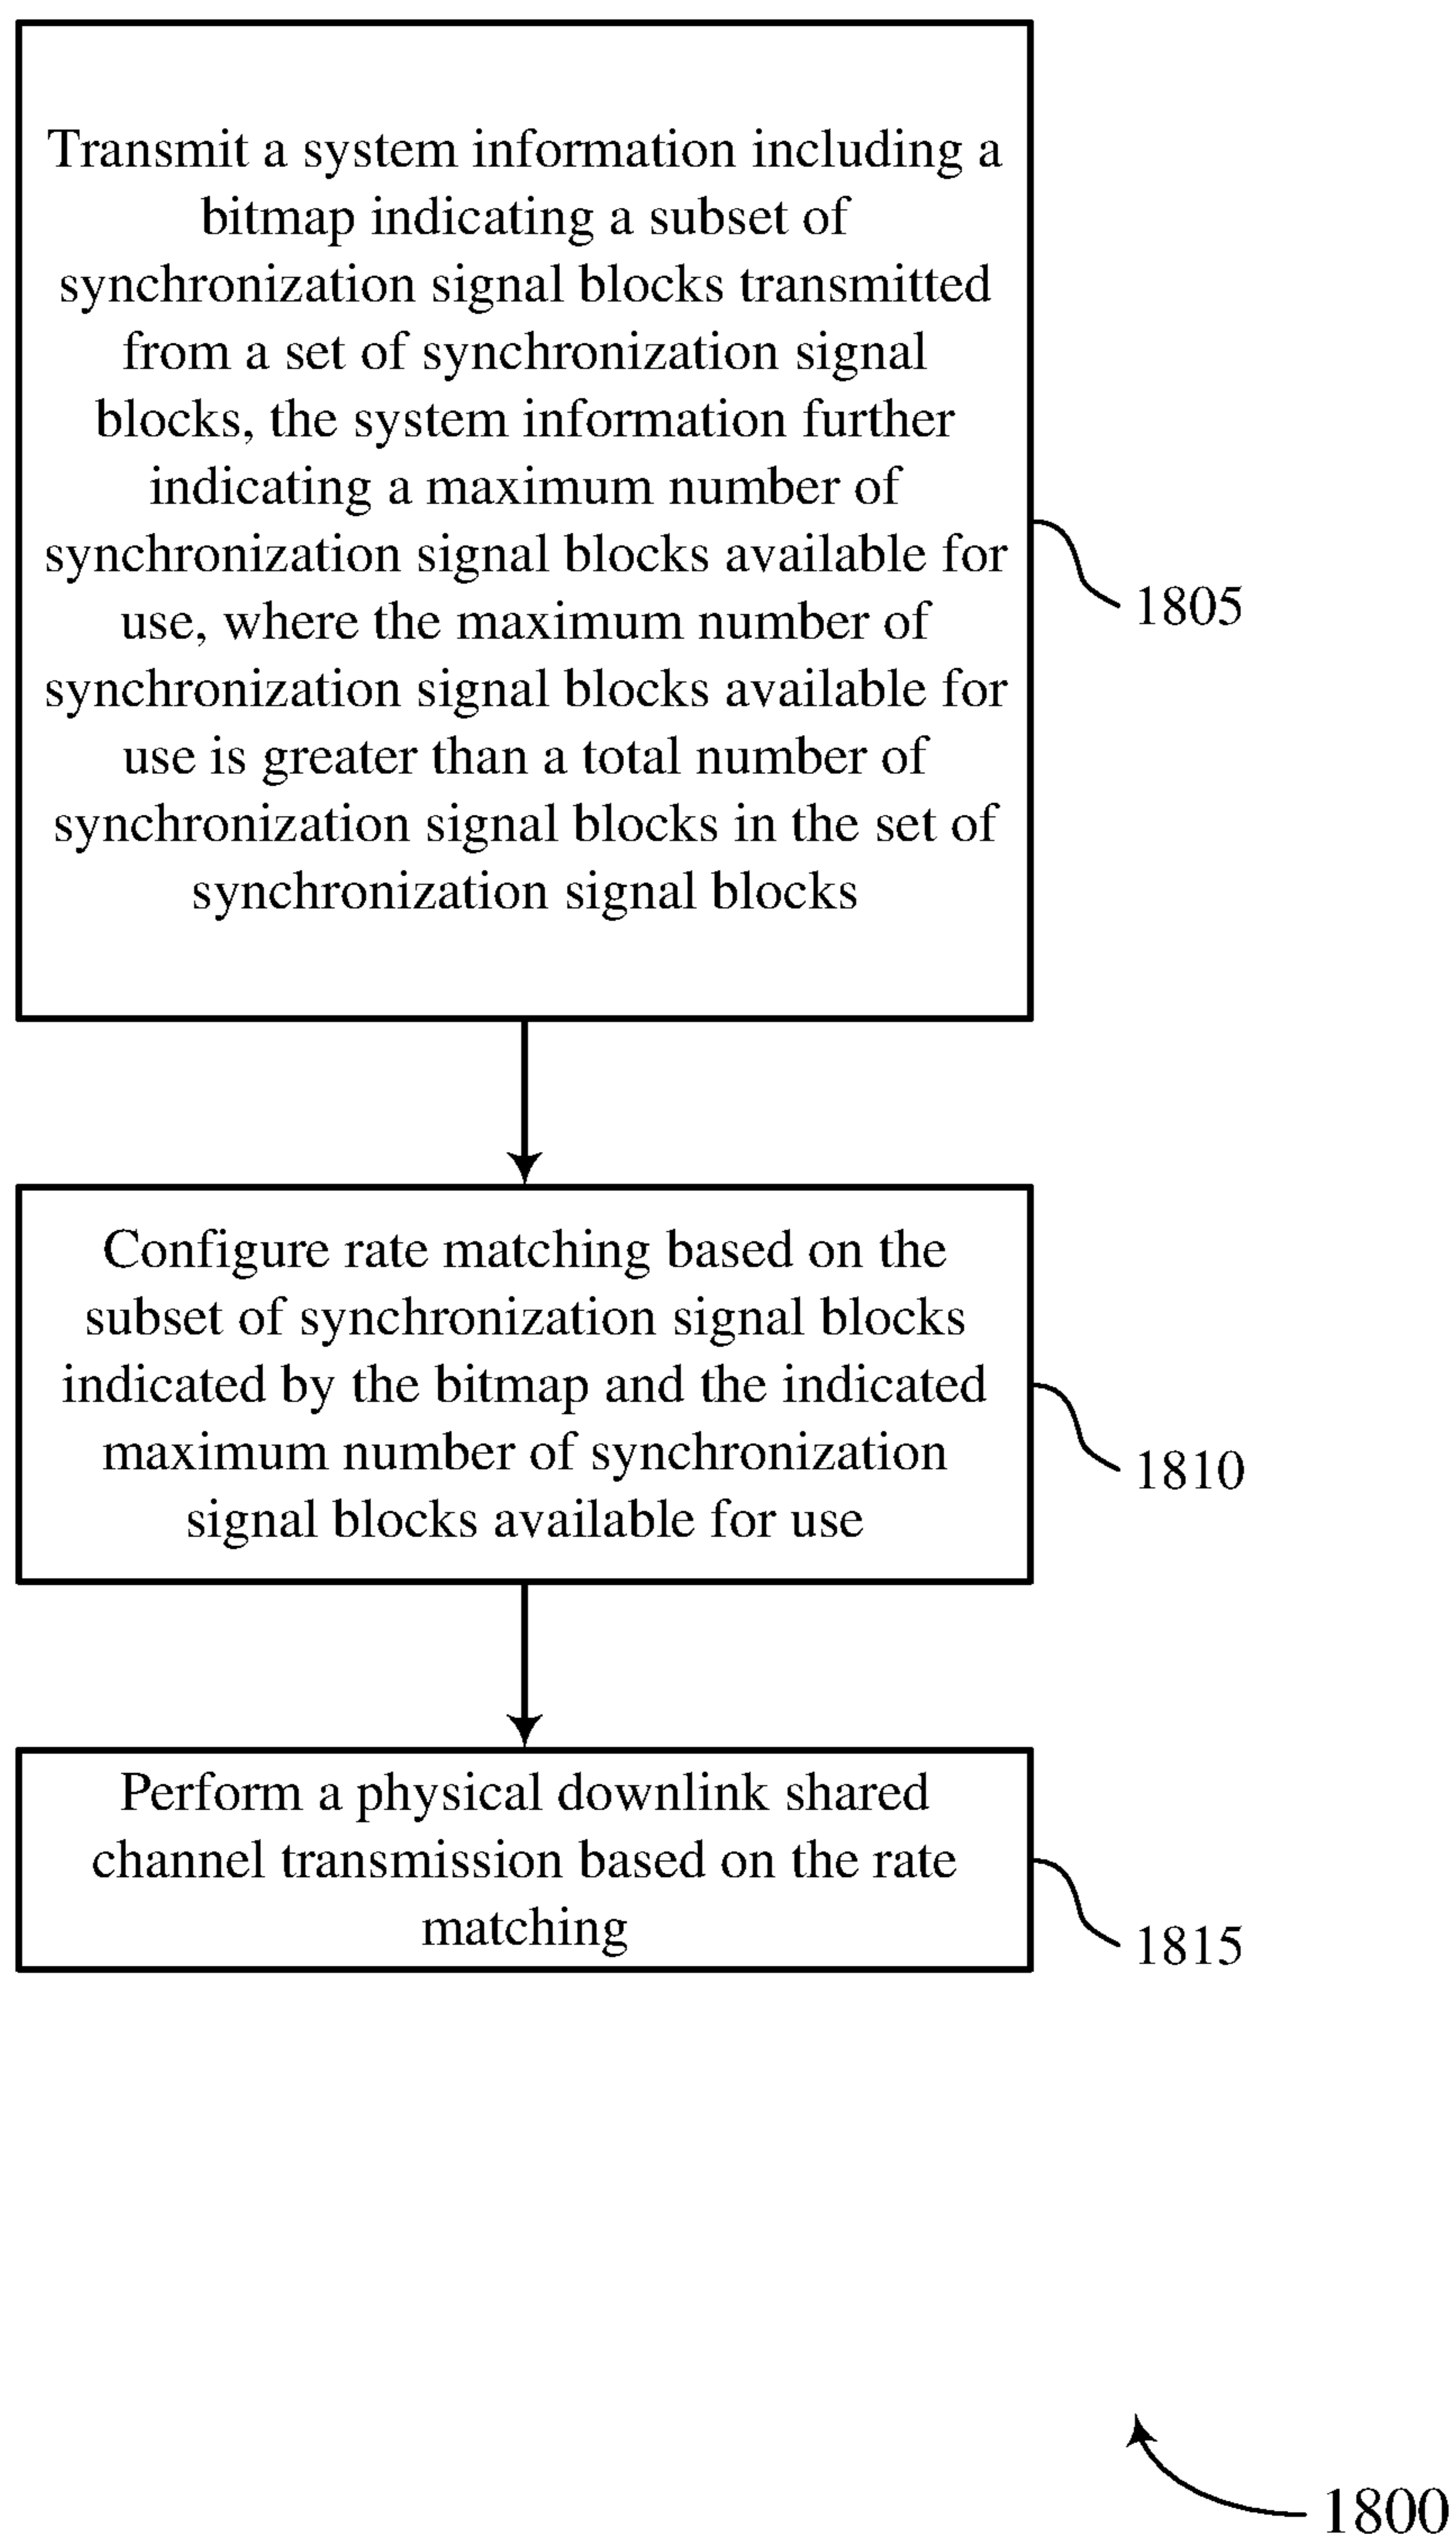 Transmit a system information including a
bitmap indicating a subset of
synchronization signal blocks transmitted
from a set of synchronization signal
blocks, the system information further
indicating a maximum number of
synchronization signal blocks available for
use, where the maximum number of
synchronization signal blocks available for
use is greater than a total number of
synchronization signal blocks in the set of
synchronization signal blocks
1805
Configure rate matching based on the
subset of synchronization signal blocks
indicated by the bitmap and the indicated
maximum number of synchronization
signal blocks available for use
1810
Perform a physical downlink shared
channel transmission based on the rate
matching
1815
1800